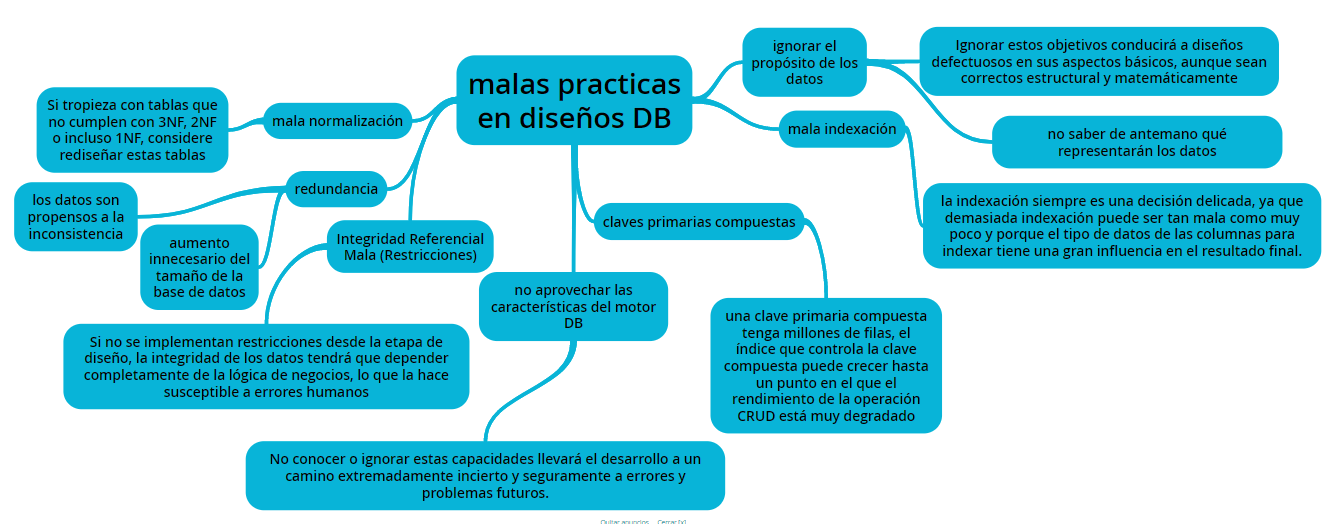 malas practicas
en diseños DB
ignorar el
propósito de los
datos
Ignorar estos objetivos conducirá a diseños
defectuosos en sus aspectos básicos, aunque sean
correctos estructural y matemáticamente
no saber de antemano qué
representarán los datos
mala indexación
la indexación siempre es una decisión delicada, ya que
demasiada indexación puede ser tan mala como muy
poco y porque el tipo de datos de las columnas para
indexar tiene una gran influencia en el resultado final.
claves primarias compuestas
una clave primaria compuesta
tenga millones de filas, el
índice que controla la clave
compuesta puede crecer hasta
un punto en el que el
rendimiento de la operación
CRUD está muy degradado
no aprovechar las
características del motor
DB
No conocer o ignorar estas capacidades llevará el desarrollo a un
camino extremadamente incierto y seguramente a errores y
problemas futuros.
mala normalización
Si tropieza con tablas que
no cumplen con 3NF, 2NF
o incluso 1NF, considere
rediseñar estas tablas
redundancia
los datos son
propensos a la
inconsistencia
aumento
innecesario del
tamaño de la
base de datos
Integridad Referencial
Mala (Restricciones)
Si no se implementan restricciones desde la etapa de
diseño, la integridad de los datos tendrá que depender
completamente de la lógica de negocios, lo que la hace
susceptible a errores humanos
Quitar anuncios Cerrar [x]